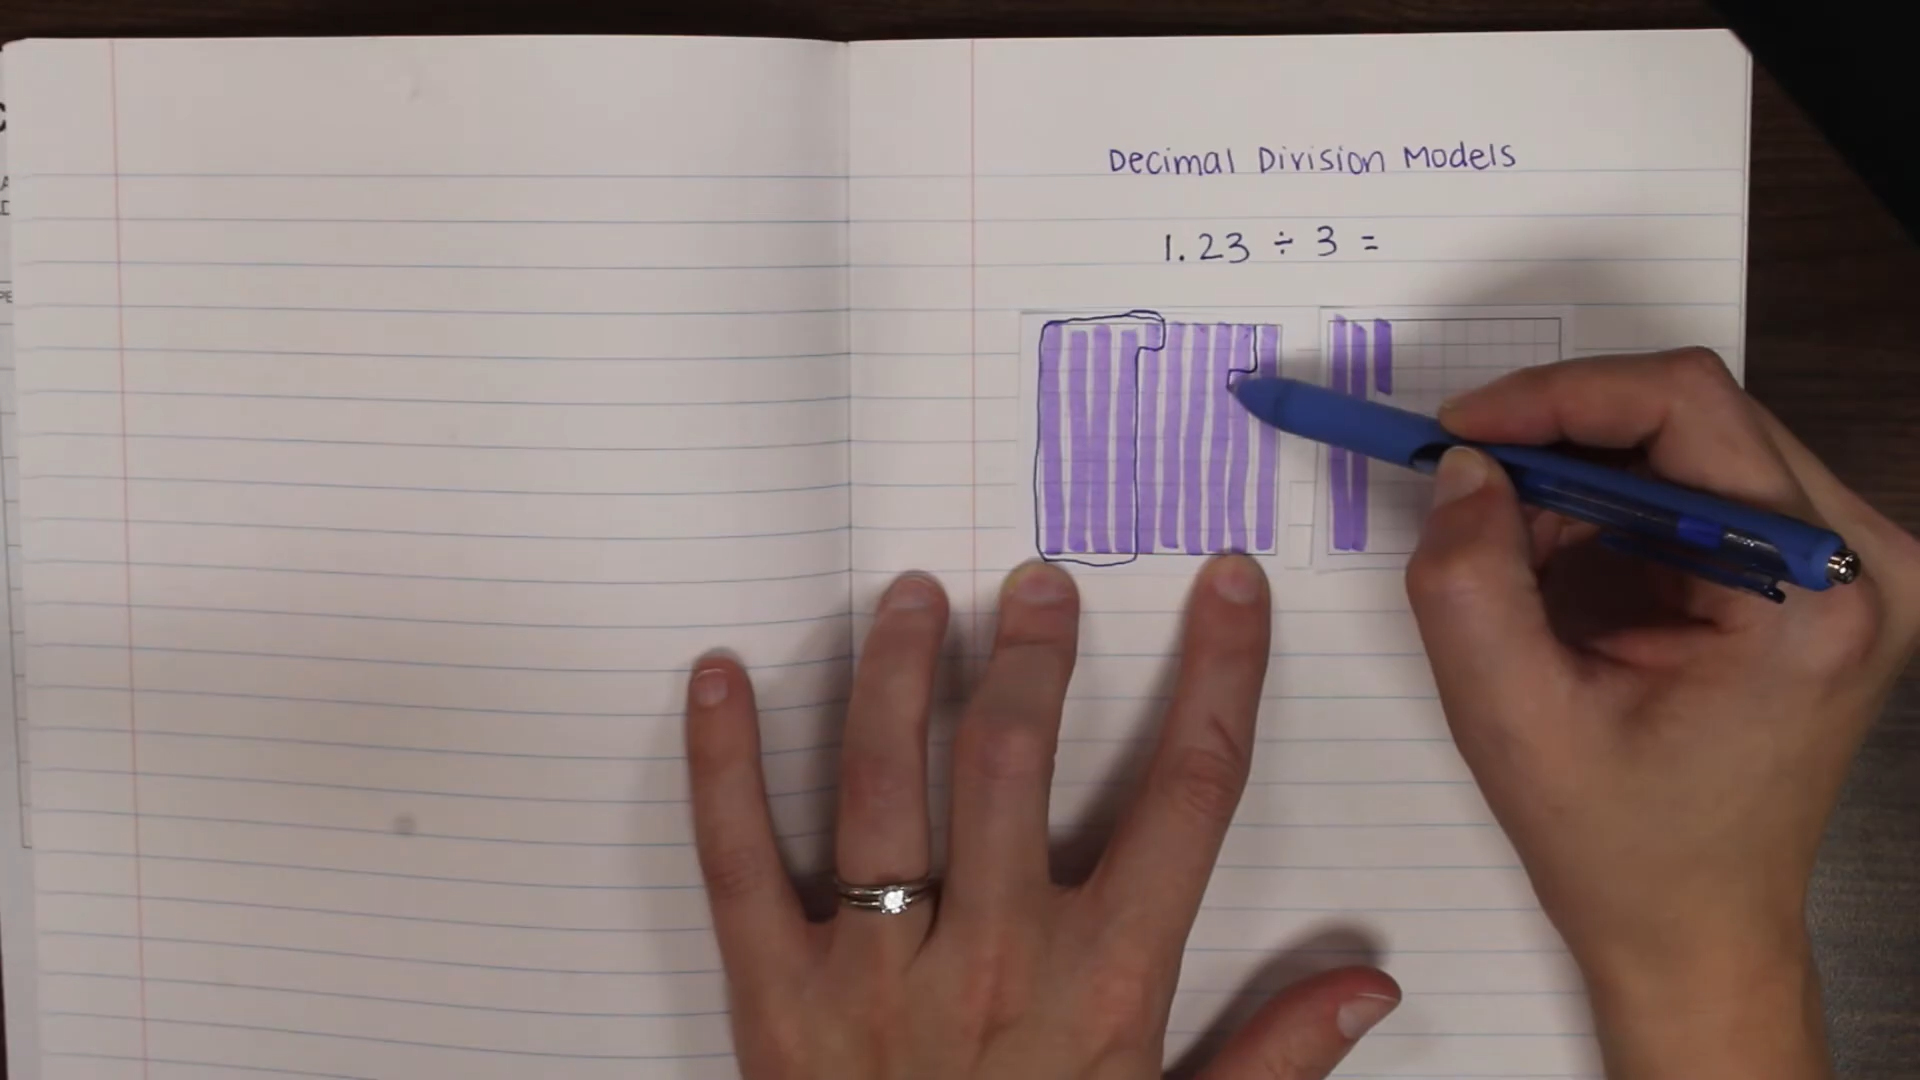 Decimal Division Models
1.23 ÷ 3 =